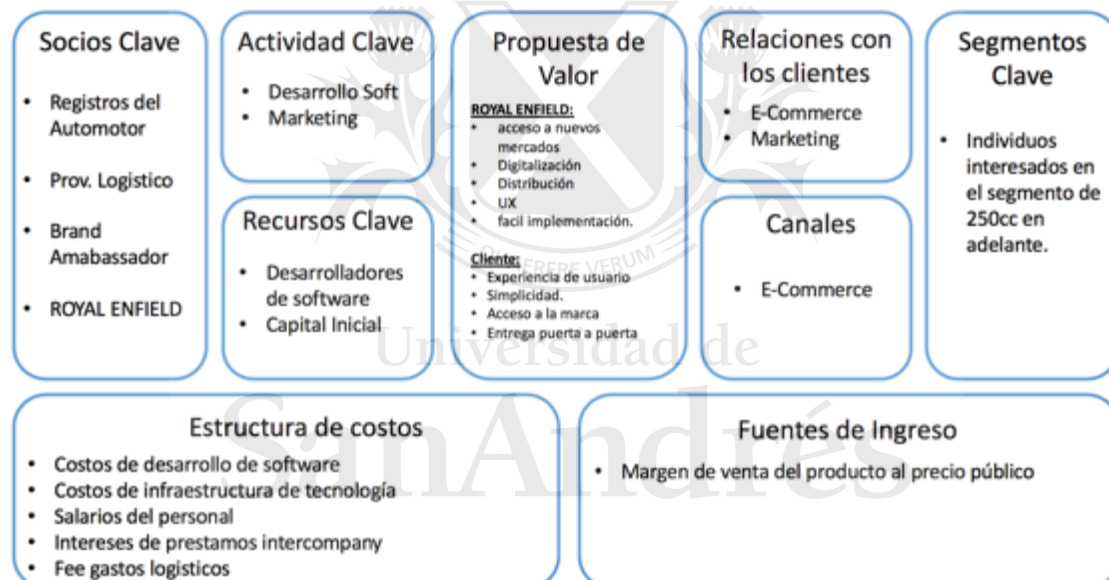 Socios Clave
• Registros del
Automotor
• Prov. Logistico
• Brand
Amabassador
• ROYAL ENFIELD
Actividad Clave
• Desarrollo Soft
• Marketing
Recursos Clave
• Desarrolladores
de software
• Capital Inicial
Propuesta de
Valor
ROYAL ENFIELD:
• acceso a nuevos
mercados
• Digitalización
• Distribución
• UX
• facil implementación.
Cliente:
• Experiencia de usuario
• Simplicidad.
• Acceso a la marca
• Entrega puerta a puerta
Relaciones con
los clientes
• E-Commerce
• Marketing
Canales
• E-Commerce
Segmentos
Clave
• Individuos
interesados en
el segmento de
250cc en
adelante.
Estructura de costos
• Costos de desarrollo de software
• Costos de infraestructura de tecnología
• Salarios del personal
• Intereses de prestamos intercompany
• Fee gastos logisticos
Fuentes de Ingreso
• Margen de venta del producto al precio público
Universidad de
SanAndrés